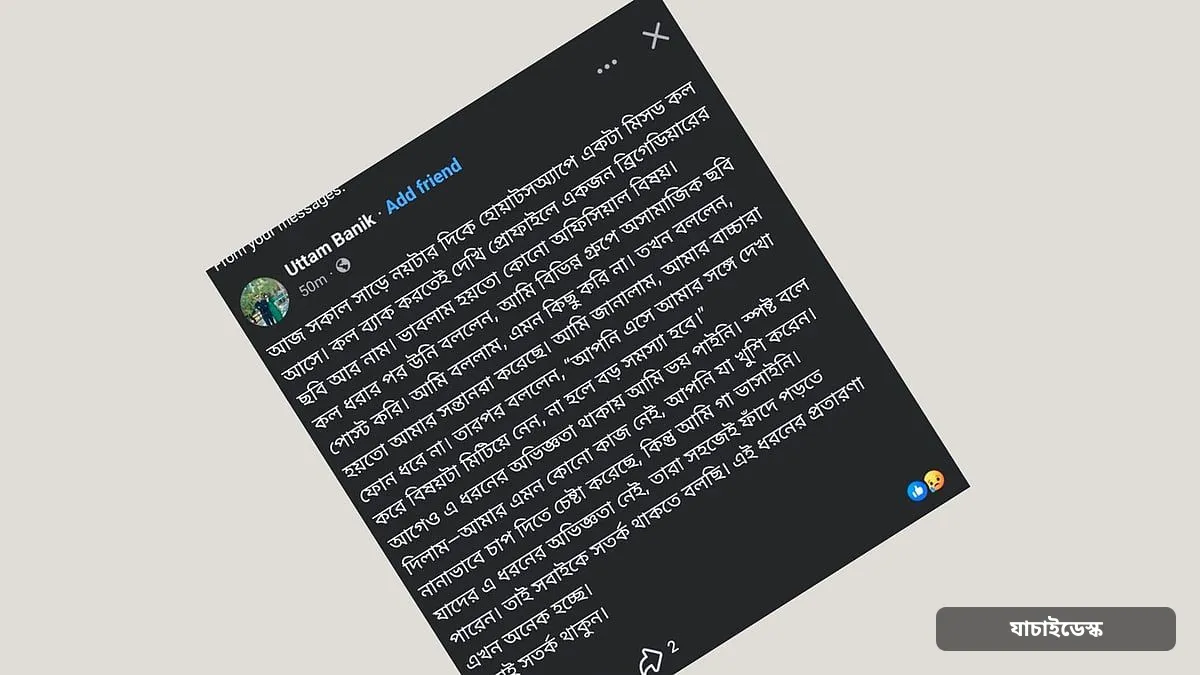 From your messages.
Uttam Banik · Add friend
50m ·
আজ সকাল সাড়ে নয়টার দিকে হোয়াটসঅ্যাপে একটা মিসড কল
আসে। কল ব্যাক করতেই দেখি প্রোফাইলে একজন ব্রিগেডিয়ারের
ছবি আর নাম। ভাবলাম হয়তো কোনো অফিসিয়াল বিষয়।
কল ধরার পর উনি বললেন, আমি বিভিন্ন গ্রুপে অসামাজিক ছবি
পোস্ট করি। আমি বললাম, এমন কিছু করি না। তখন বললেন,
হয়তো আমার সন্তানরা করেছে। আমি জানালাম, আমার বাচ্চারা
ফোন ধরে না। তারপর বললেন, “আপনি এসে আমার সঙ্গে দেখা
করে বিষয়টা মিটিয়ে নেন, না হলে বড় সমস্যা হবে।”
আগেও এ ধরনের অভিজ্ঞতা থাকায় আমি ভয় পাইনি। স্পষ্ট বলে
দিলাম—আমার এমন কোনো কাজ নেই, আপনি যা খুশি করেন।
নানাভাবে চাপ দিতে চেষ্টা করেছে, কিন্তু আমি গা ভাসাইনি।
যাদের এ ধরনের অভিজ্ঞতা নেই, তারা সহজেই ফাঁদে পড়তে
পারেন। তাই সবাইকে সতর্ক থাকতে বলছি। এই ধরনের প্রতারণা
এখন অনেক হচ্ছে।
সতর্ক থাকুন।
2
যাচাইডেস্ক